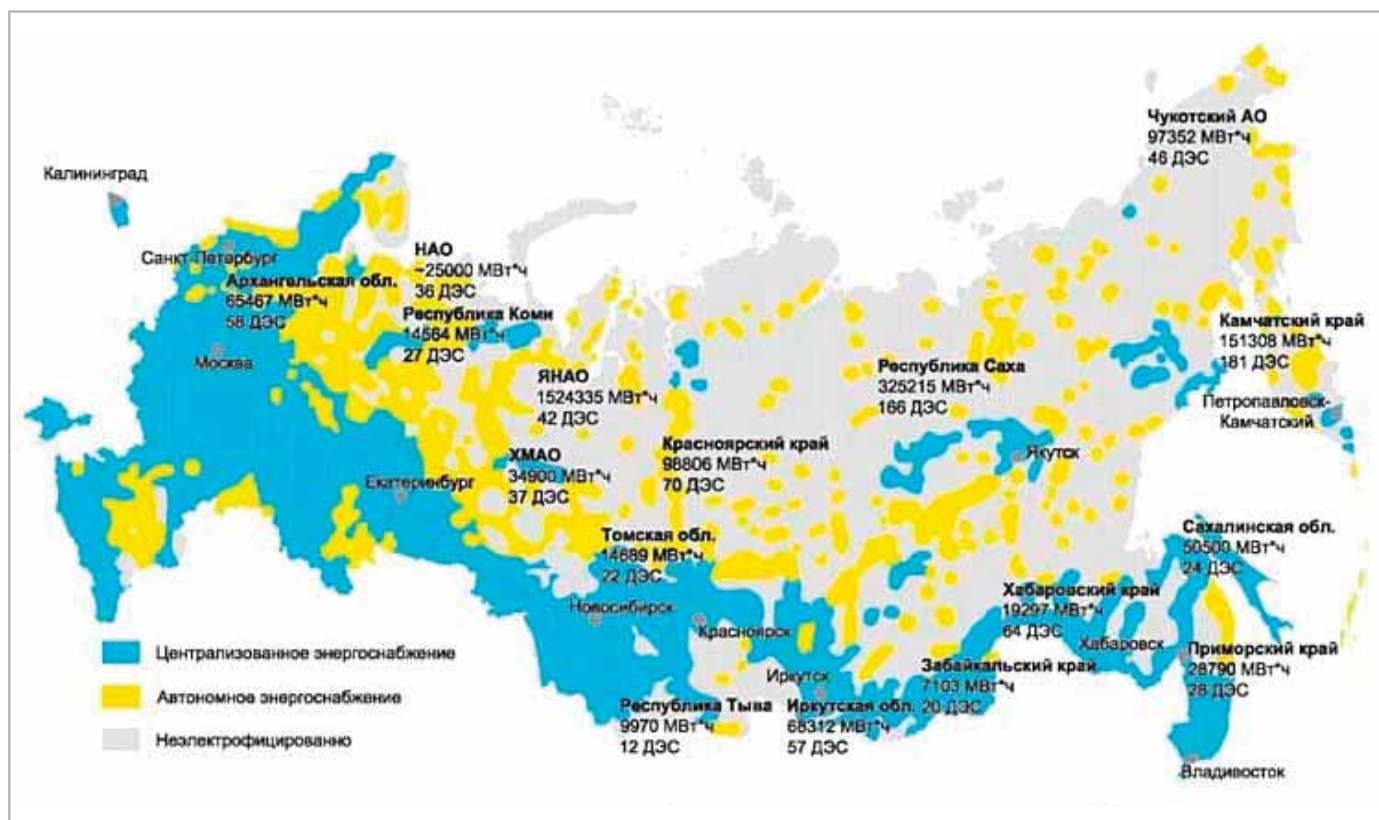 Чукотский АО
97352 МВт*ч
46 ДЭС
Калининград
Санкт-Петербург
НАО
~25000 МВт*ч
36 ДЭС
Архангельская обл.
65467 МВт*ч
58 ДЭС
Республика Коми
14564 МВт*ч
27 ДЭС
Москва
Камчатский край
151308 МВт*ч
181 ДЭС
Петропавловск-
Камчатский
ЯНАО
1524335 МВт*ч
42 ДЭС
Республика Саха
325215 МВт*ч
166 ДЭС
Якутск
Красноярский край
98806 МВт*ч
70 ДЭС
ХМАО
34900 МВт*ч
37 ДЭС
Екатеринбург
Томская обл.
14689 МВт*ч
22 ДЭС
Сахалинская обл.
50500 МВт*ч
24 ДЭС
Новосибирск
Красноярск
Хабаровский край
19297 МВт*ч
64 ДЭС
Хабаровск
Приморский край
28790 МВт*ч
28 ДЭС
Иркутск
Забайкальский край
7103 МВт*ч
20 ДЭС
Республика Тыва
9970 МВт*ч
12 ДЭС
Иркутская обл.
68312 МВт*ч
57 ДЭС
Владивосток
Централизованное энергоснабжение
Автономное энергоснабжение
Неэлектрофицированно